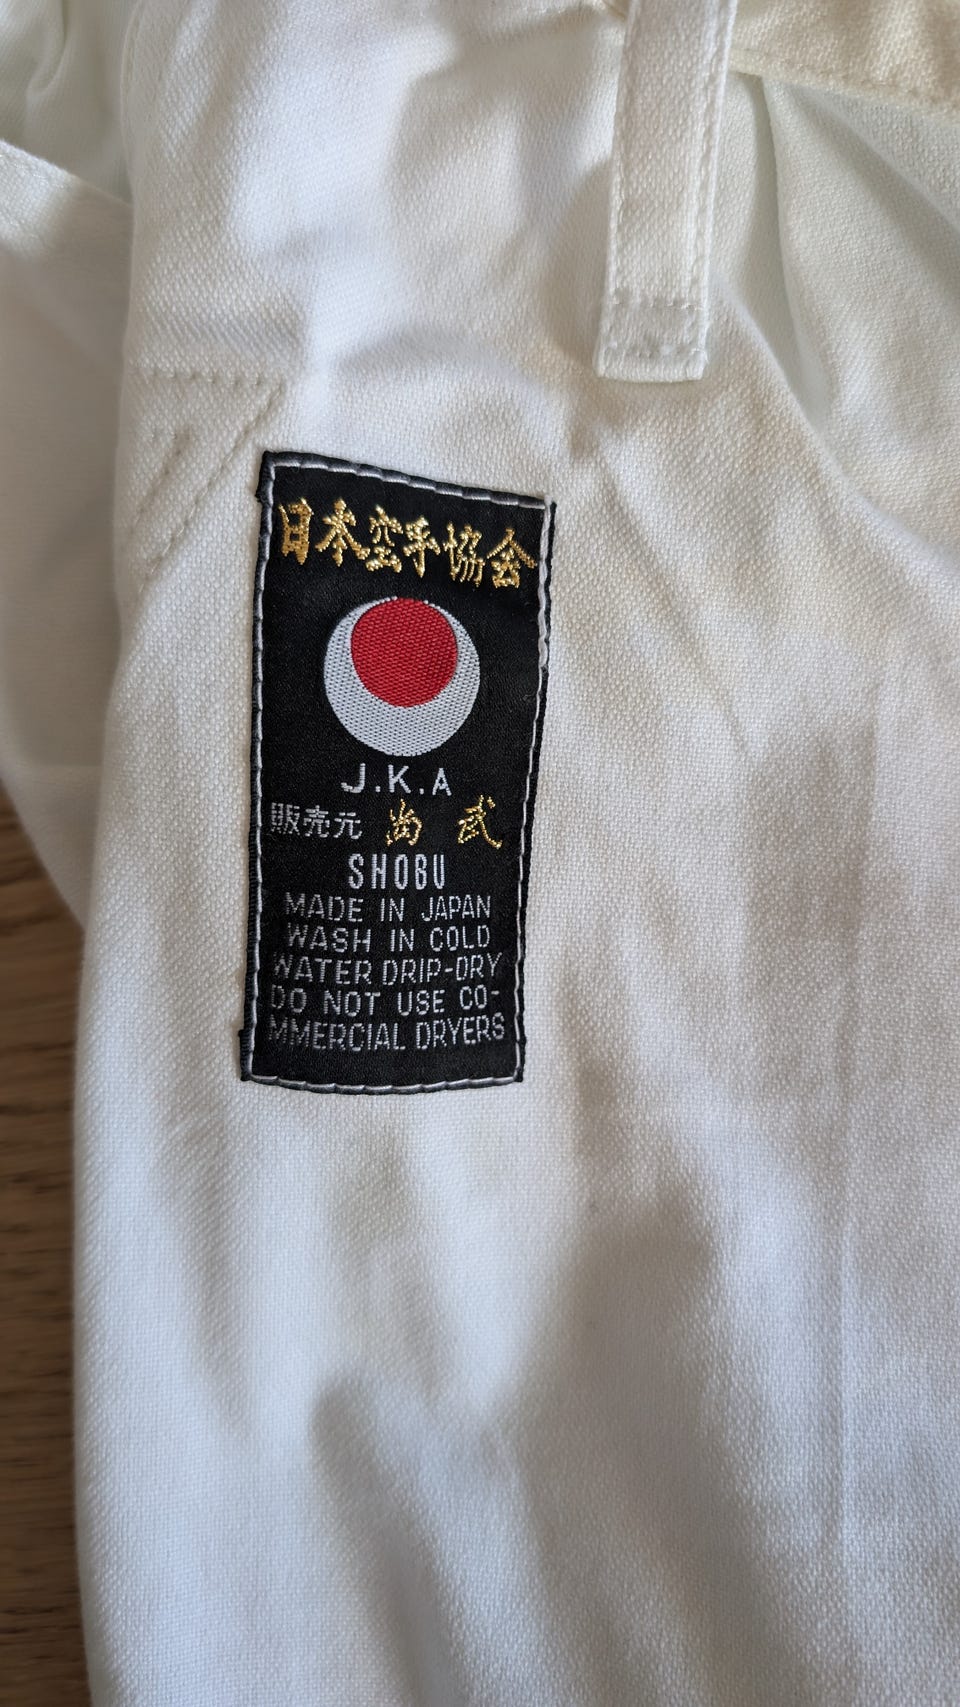 日本空手協会
J.K.A
販売元 尚武
SHOBU
MADE IN JAPAN
WASH IN COLD
WATER DRIP-DRY
DO NOT USE CO-
MMERCIAL DRYERS